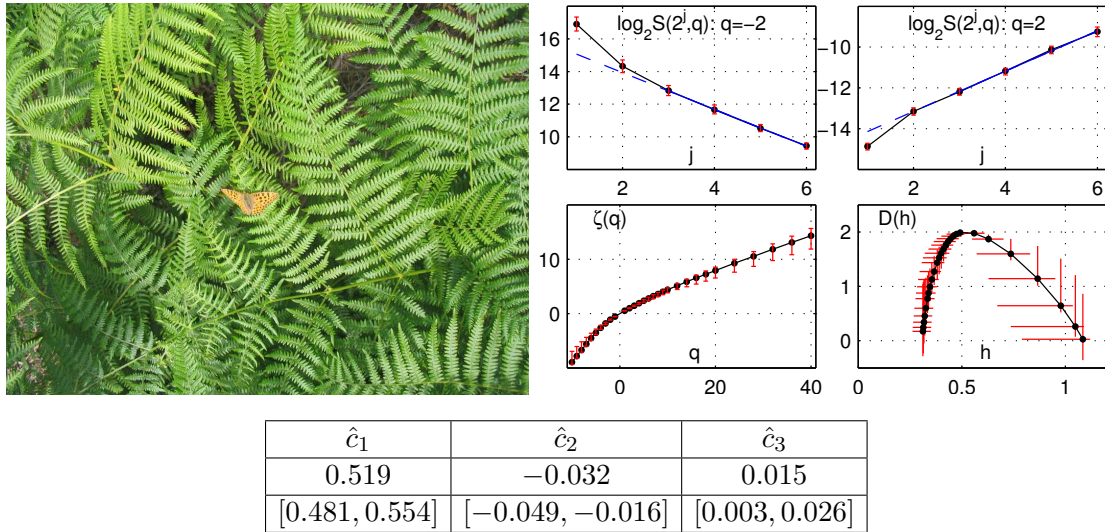 log₂S(2ʲ,q): q=−2
16
14
12
10
j
2 4 6
log₂S(2ʲ,q): q=2
−10
−12
−14
j
2 4 6
ζ(q)
10
0
q
0 20 40
D(h)
2
1
0
h
0 0.5 1
ĉ₁ ĉ₂ ĉ₃
0.519 −0.032 0.015
[0.481, 0.554] [−0.049, −0.016] [0.003, 0.026]